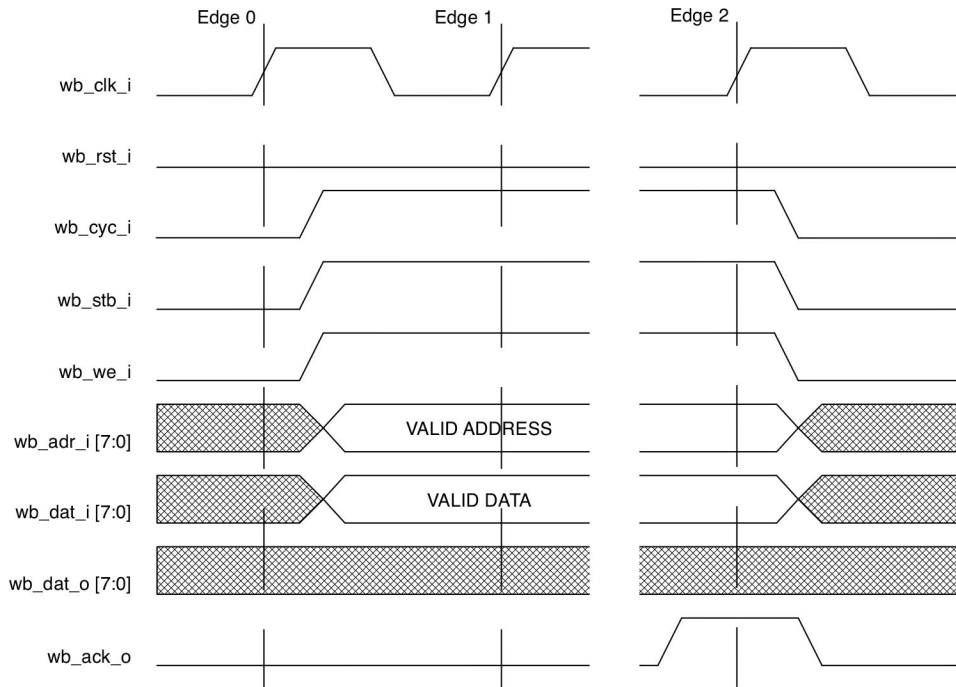 Edge 0 Edge 1 Edge 2
wb_clk_i
wb_rst_i
wb_cyc_i
wb_stb_i
wb_we_i
wb_adr_i [7:0] VALID ADDRESS
wb_dat_i [7:0] VALID DATA
wb_dat_o [7:0]
wb_ack_o